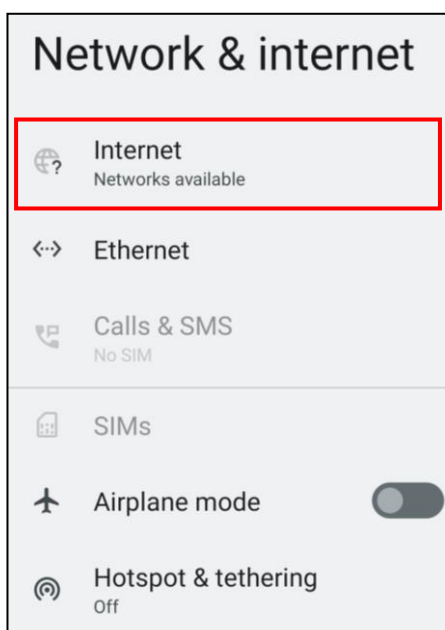 Network & internet
Internet
Networks available
Ethernet
Calls & SMS
No SIM
SIMs
Airplane mode
Hotspot & tethering
Off